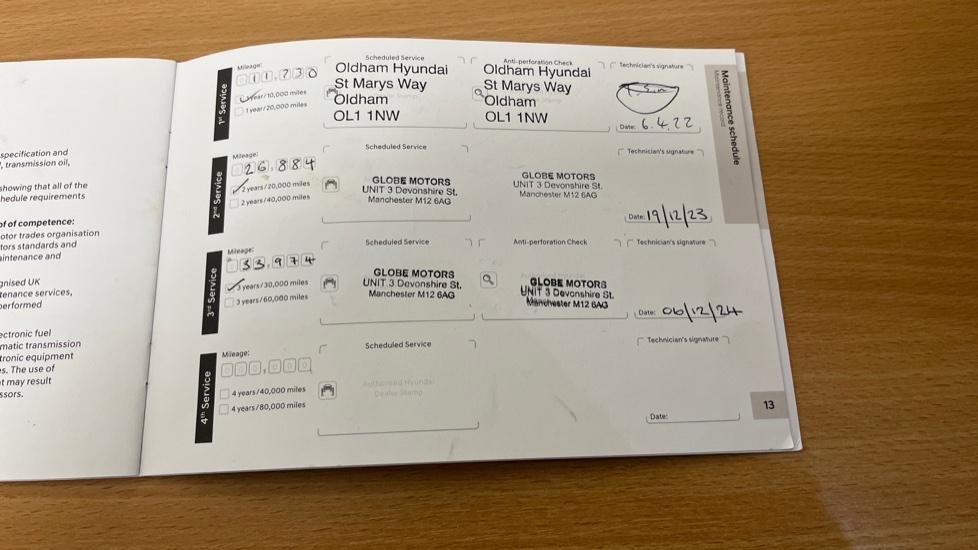 specification and
, transmission oil,
showing that all of the
hedule requirements
of of competence:
otor trades organisation
tors standards and
aintenance and
gnised UK
tenance services,
performed
ectronic fuel
matic transmission
tronic equipment
s. The use of
t may result
ssors.
Maintenance schedule
Maintenance record
1st Service
Mileage:
011,730
1 year/10,000 miles
1 year/20,000 miles
Scheduled Service
Oldham Hyundai
St Marys Way
Oldham
OL1 1NW
Anti-perforation Check
Oldham Hyundai
St Marys Way
Oldham
OL1 1NW
Technician's signature
Date: 6.4.22
2nd Service
Mileage:
026,884
2 years/20,000 miles
2 years/40,000 miles
Scheduled Service
GLOBE MOTORS
UNIT 3 Devonshire St.
Manchester M12 6AG
GLOBE MOTORS
UNIT 3 Devonshire St.
Manchester M12 6AG
Technician's signature
Date: 19/12/23
3rd Service
Mileage:
033,974
3 years/30,000 miles
3 years/60,000 miles
Scheduled Service
GLOBE MOTORS
UNIT 3 Devonshire St.
Manchester M12 6AG
Anti-perforation Check
GLOBE MOTORS
UNIT 3 Devonshire St.
Manchester M12 6AG
Technician's signature
Date: 06/12/24
4th Service
Mileage:
000,000
4 years/40,000 miles
4 years/80,000 miles
Scheduled Service
Authorised Hyundai
Dealer Stamp
Technician's signature
Date:
13